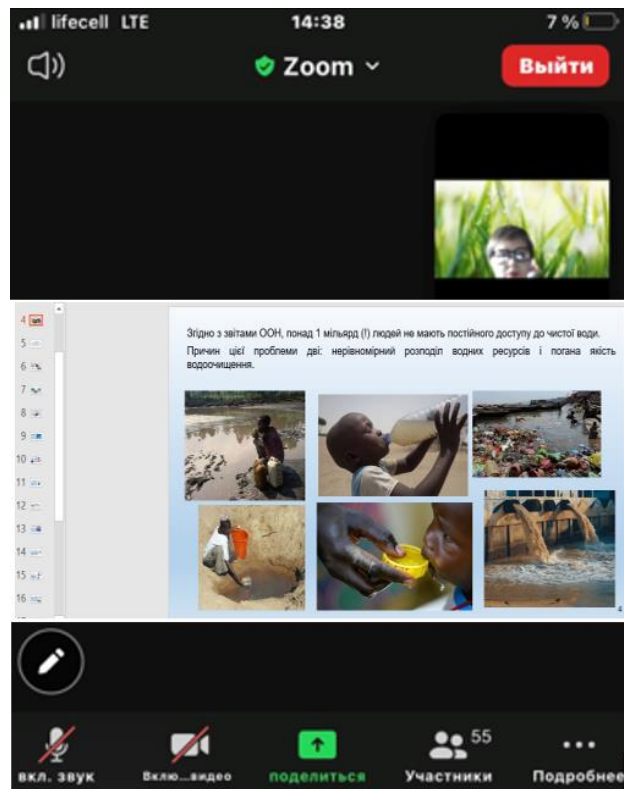 lifecell LTE 14:38 7 %
Zoom Выйти
4
5
6
7
8
9
10
11
12
13
14
15
16
Згідно з звітами ООН, понад 1 мільярд (!) людей не мають постійного доступу до чистої води.
Причин цієї проблеми дві: нерівномірний розподіл водних ресурсів і погана якість
водоочищення.
4
55
вкл. звук Вклю...видео поделиться Участники Подробнее